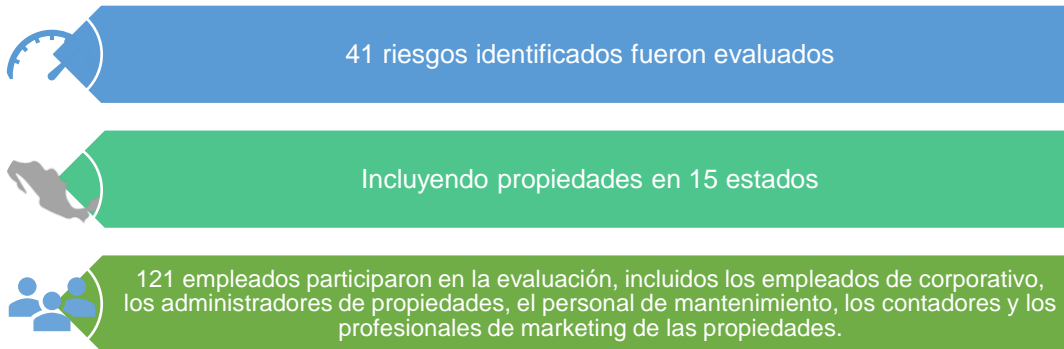 41 riesgos identificados fueron evaluados
Incluyendo propiedades en 15 estados
121 empleados participaron en la evaluación, incluidos los empleados de corporativo,
los administradores de propiedades, el personal de mantenimiento, los contadores y los
profesionales de marketing de las propiedades.